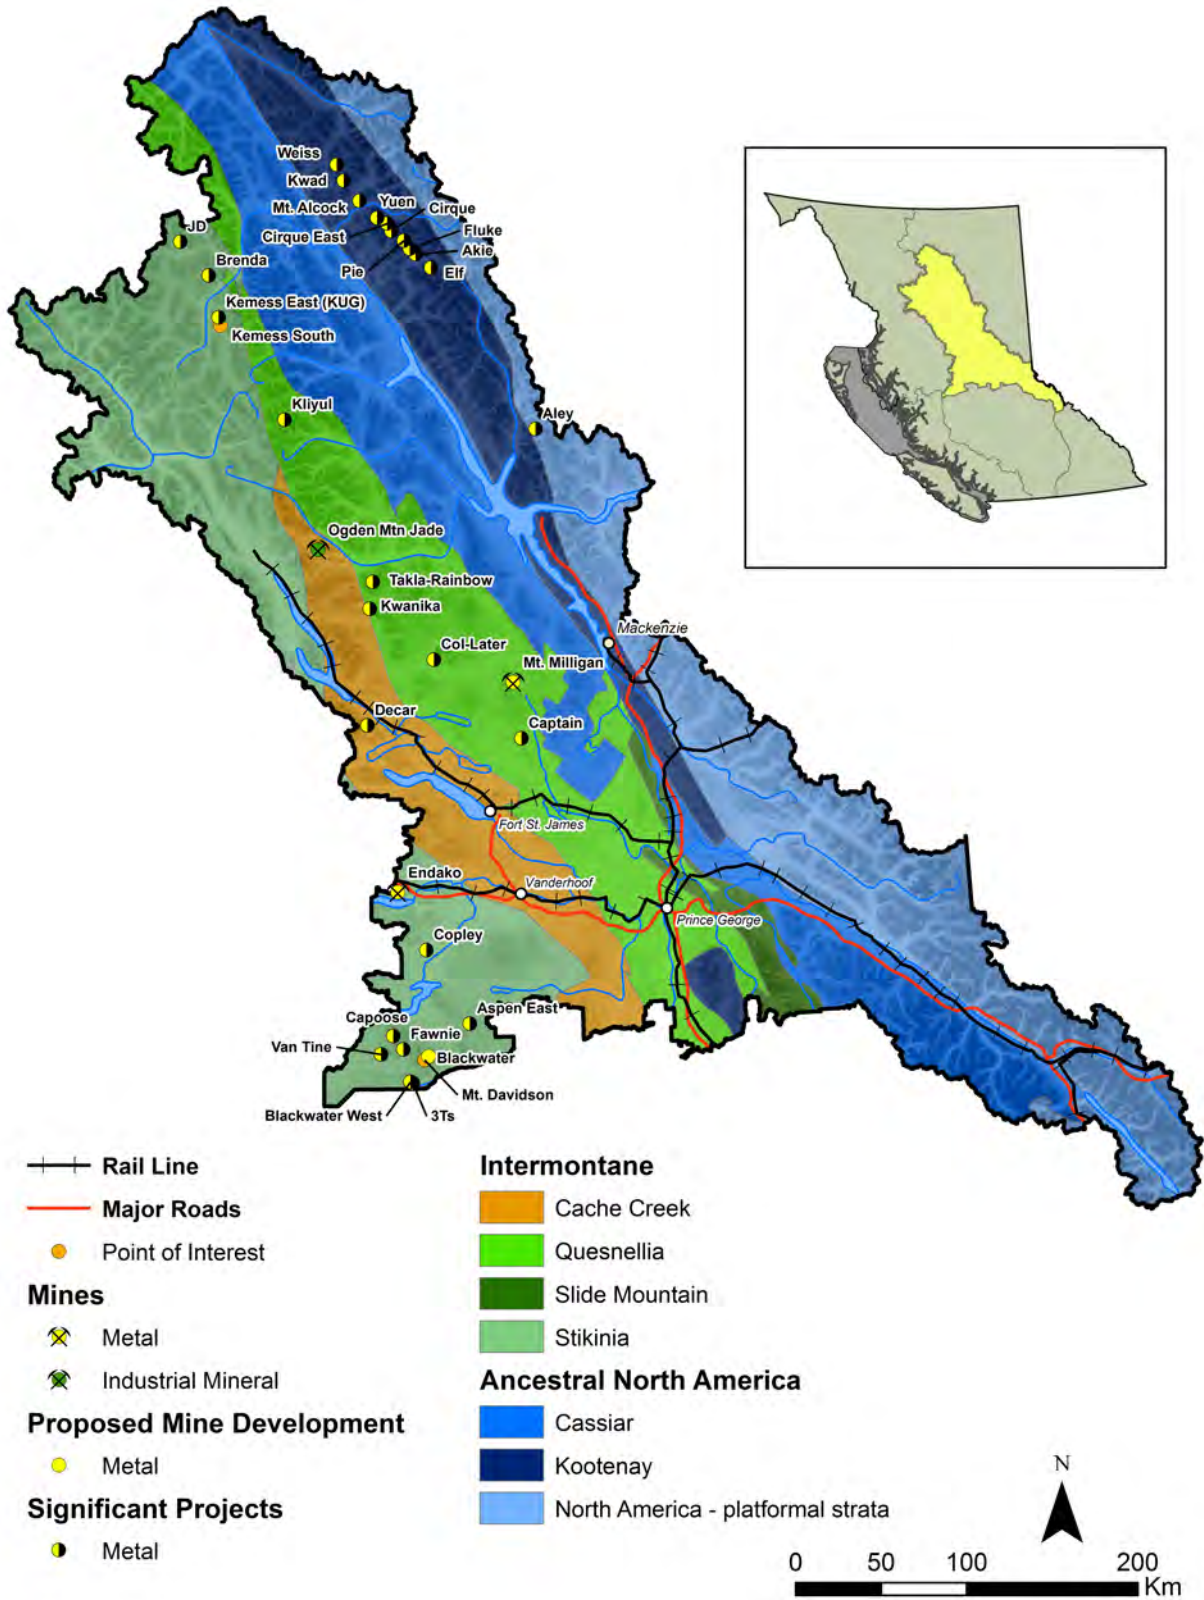 Weiss
Kwad
Mt. Alcock
Yuen
Cirque
Cirque East
Fluke
Akie
Pie
Elf
JD
Brenda
Kemess East (KUG)
Kemess South
Kliyul
Aley
Ogden Mtn Jade
Takla-Rainbow
Kwanika
Mackenzie
Col-Later
Mt. Milligan
Decar
Captain
Fort St. James
Endako
Vanderhoof
Prince George
Copley
Aspen East
Capoose
Fawnie
Van Tine
Blackwater
Mt. Davidson
Blackwater West
3Ts
Rail Line
Major Roads
Point of Interest
Mines
Metal
Industrial Mineral
Proposed Mine Development
Metal
Significant Projects
Metal
Intermontane
Cache Creek
Quesnellia
Slide Mountain
Stikinia
Ancestral North America
Cassiar
Kootenay
North America - platformal strata
N
0 50 100 200
Km